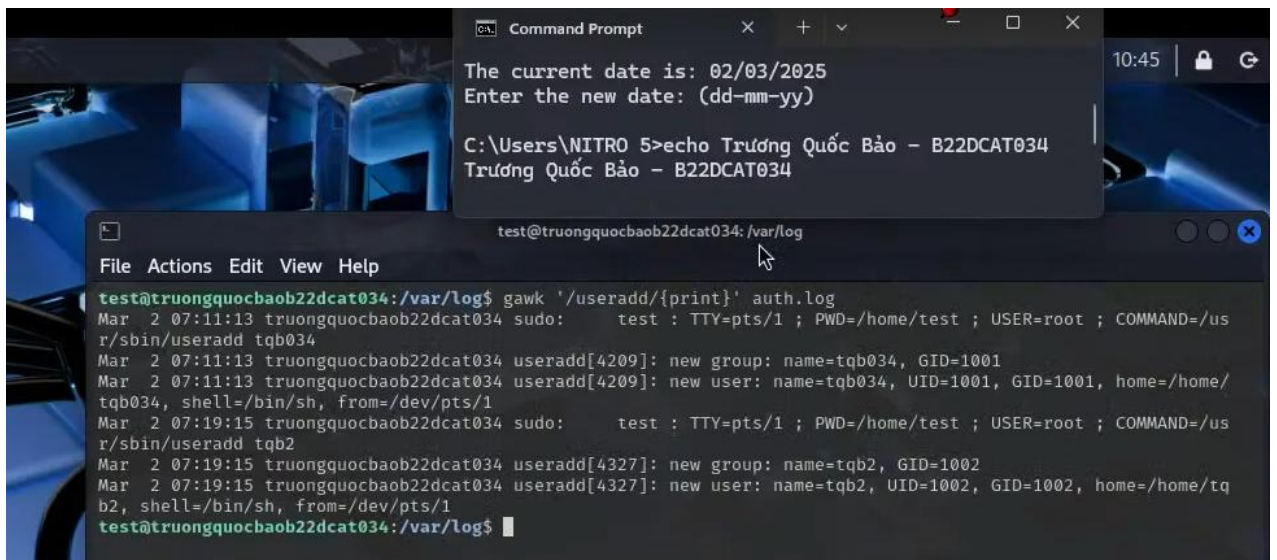 Command Prompt
The current date is: 02/03/2025
Enter the new date: (dd-mm-yy)
C:\Users\NITRO 5>echo Trương Quốc Bảo - B22DCAT034
Trương Quốc Bảo - B22DCAT034
10:45
test@truongquocbaob22dcat034: /var/log
File Actions Edit View Help
test@truongquocbaob22dcat034:/var/log$ gawk '/useradd/{print}' auth.log
Mar  2 07:11:13 truongquocbaob22dcat034 sudo:     test : TTY=pts/1 ; PWD=/home/test ; USER=root ; COMMAND=/us
r/sbin/useradd tqb034
Mar  2 07:11:13 truongquocbaob22dcat034 useradd[4209]: new group: name=tqb034, GID=1001
Mar  2 07:11:13 truongquocbaob22dcat034 useradd[4209]: new user: name=tqb034, UID=1001, GID=1001, home=/home/
tqb034, shell=/bin/sh, from=/dev/pts/1
Mar  2 07:19:15 truongquocbaob22dcat034 sudo:     test : TTY=pts/1 ; PWD=/home/test ; USER=root ; COMMAND=/us
r/sbin/useradd tqb2
Mar  2 07:19:15 truongquocbaob22dcat034 useradd[4327]: new group: name=tqb2, GID=1002
Mar  2 07:19:15 truongquocbaob22dcat034 useradd[4327]: new user: name=tqb2, UID=1002, GID=1002, home=/home/tq
b2, shell=/bin/sh, from=/dev/pts/1
test@truongquocbaob22dcat034:/var/log$